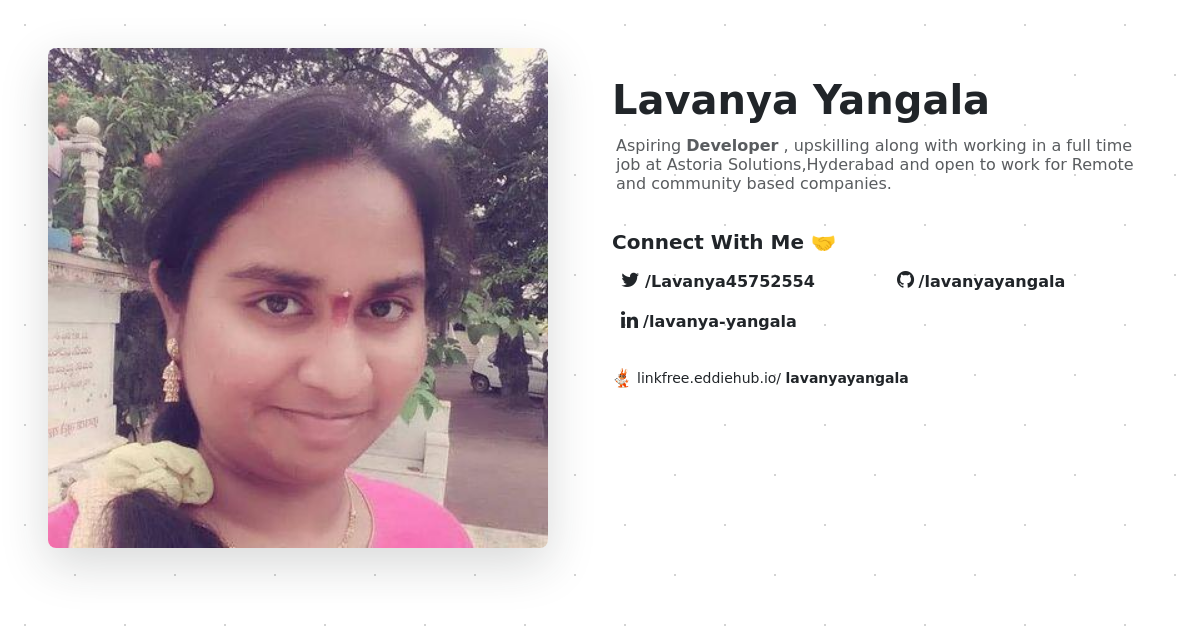 Lavanya Yangala
Aspiring Developer , upskilling along with working in a full time
job at Astoria Solutions,Hyderabad and open to work for Remote
and community based companies.
Connect With Me 🤝
/Lavanya45752554
/lavanyayangala
/lavanya-yangala
linkfree.eddiehub.io/ lavanyayangala